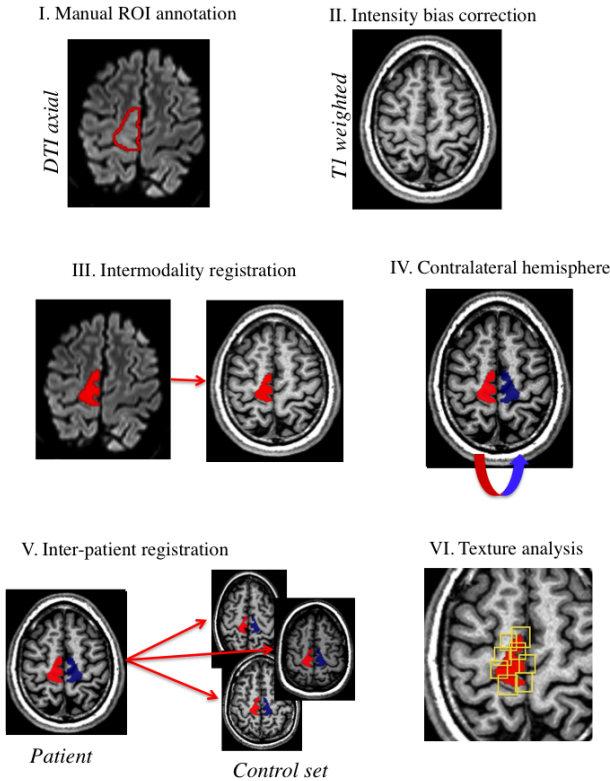 I. Manual ROI annotation
II. Intensity bias correction
DTI axial
T1 weighted
III. Intermodality registration
IV. Contralateral hemisphere
V. Inter-patient registration
VI. Texture analysis
Patient
Control set